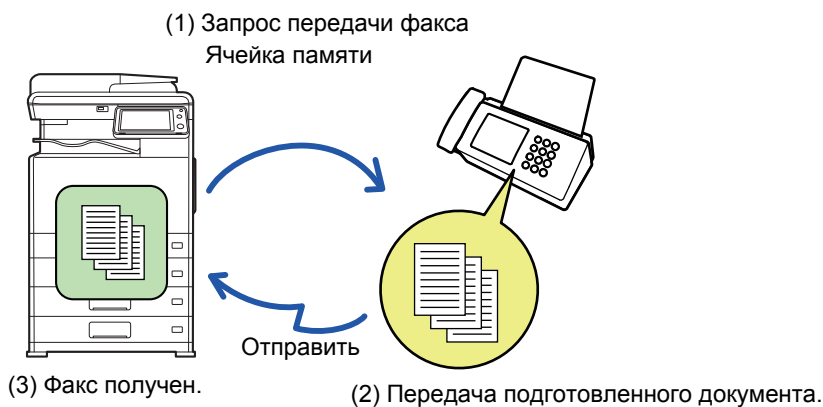 (1) Запрос передачи факса
Ячейка памяти
Отправить
(3) Факс получен.
(2) Передача подготовленного документа.